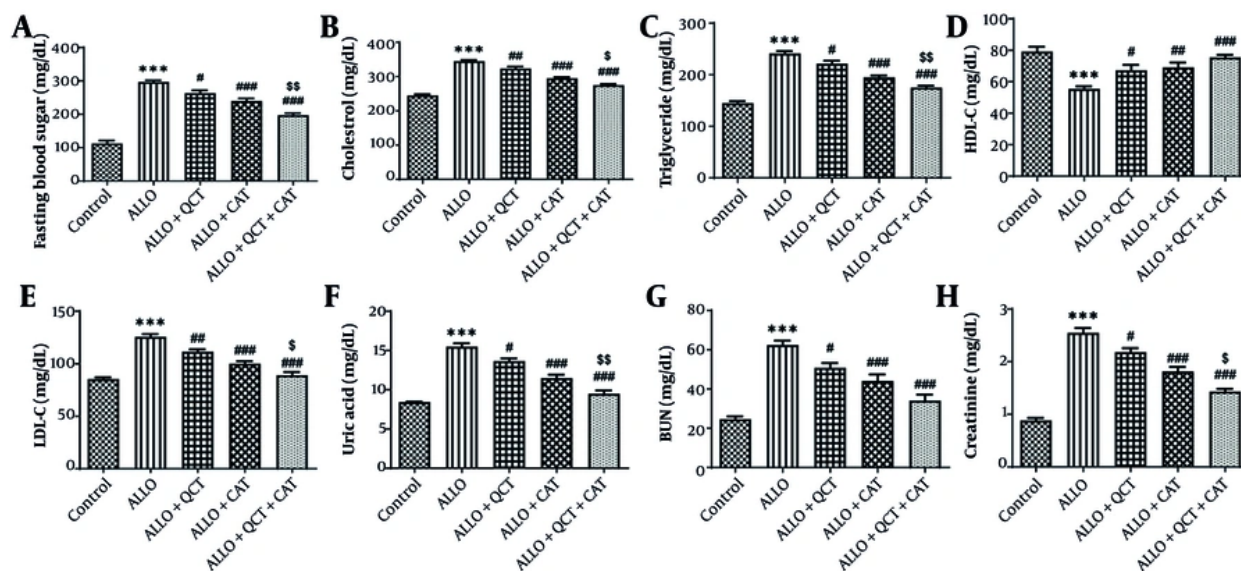 A
Fasting blood sugar (mg/dL)
400
300
200
100
0
***
#
###
$$
###
Control
ALLO
ALLO + QCT
ALLO + CAT
ALLO + QCT + CAT
B
Cholestrol (mg/dL)
400
300
200
100
0
***
##
###
$
###
Control
ALLO
ALLO + QCT
ALLO + CAT
ALLO + QCT + CAT
C
Triglyceride (mg/dL)
300
200
100
0
***
#
###
$$
###
Control
ALLO
ALLO + QCT
ALLO + CAT
ALLO + QCT + CAT
D
HDL-C (mg/dL)
100
80
60
40
20
0
***
#
##
###
Control
ALLO
ALLO + QCT
ALLO + CAT
ALLO + QCT + CAT
E
LDL-C (mg/dL)
150
100
50
0
***
##
###
$
###
Control
ALLO
ALLO + QCT
ALLO + CAT
ALLO + QCT + CAT
F
Uric acid (mg/dL)
20
15
10
5
0
***
#
###
$$
###
Control
ALLO
ALLO + QCT
ALLO + CAT
ALLO + QCT + CAT
G
BUN (mg/dL)
80
60
40
20
0
***
#
###
###
Control
ALLO
ALLO + QCT
ALLO + CAT
ALLO + QCT + CAT
H
Creatinine (mg/dL)
3
2
1
0
***
#
###
$
###
Control
ALLO
ALLO + QCT
ALLO + CAT
ALLO + QCT + CAT